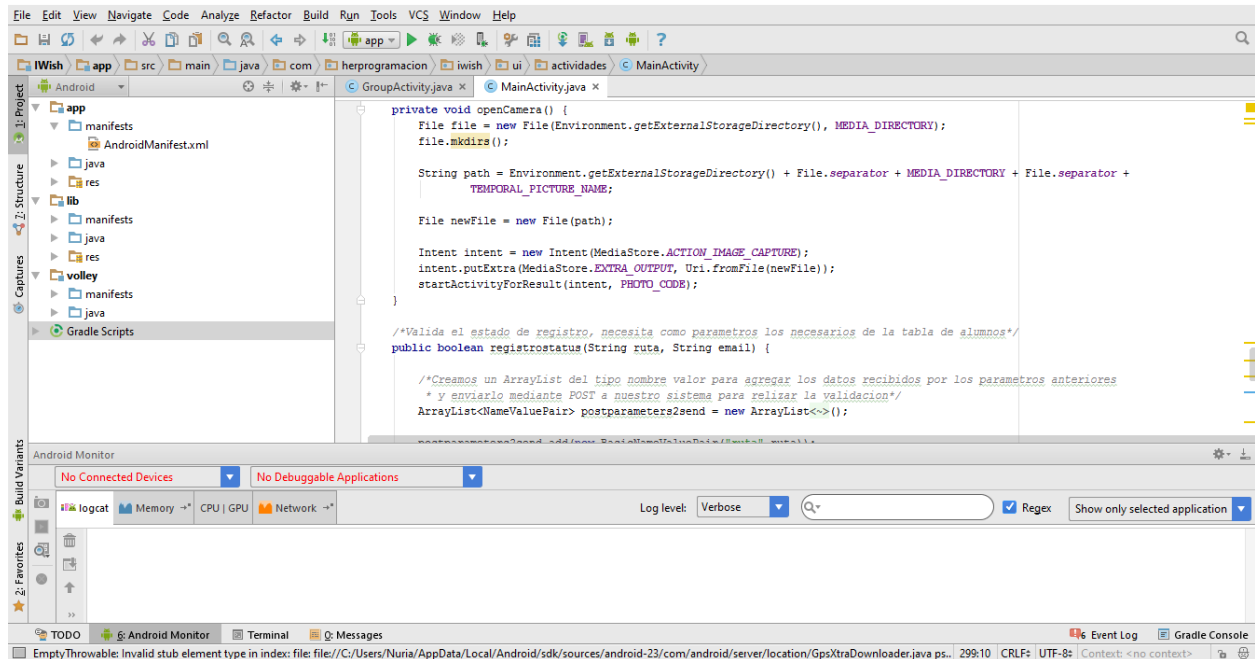 File Edit View Navigate Code Analyze Refactor Build Run Tools VCS Window Help
app
IWish app src main java com herprogramacion iwish ui actividades MainActivity
1: Project
7: Structure
Captures
Build Variants
2: Favorites
Android
app
manifests
AndroidManifest.xml
java
res
lib
manifests
java
res
volley
manifests
java
Gradle Scripts
GroupActivity.java × MainActivity.java ×
private void openCamera() {
File file = new File(Environment.getExternalStorageDirectory(), MEDIA_DIRECTORY);
file.mkdirs();
String path = Environment.getExternalStorageDirectory() + File.separator + MEDIA_DIRECTORY + File.separator +
TEMPORAL_PICTURE_NAME;
File newFile = new File(path);
Intent intent = new Intent(MediaStore.ACTION_IMAGE_CAPTURE);
intent.putExtra(MediaStore.EXTRA_OUTPUT, Uri.fromFile(newFile));
startActivityForResult(intent, PHOTO_CODE);
}
/*Valida el estado de registro, necesita como parametros los necesarios de la tabla de alumnos*/
public boolean registrostatus(String ruta, String email) {
/*Creamos un ArrayList del tipo nombre valor para agregar los datos recibidos por los parametros anteriores
* y enviarlo mediante POST a nuestro sistema para relizar la validacion*/
ArrayList<NameValuePair> postparameters2send = new ArrayList<~>();
postparameters2send.add(new BasicNameValuePair("ruta",ruta));
Android Monitor
No Connected Devices No Debuggable Applications
logcat Memory →* CPU | GPU Network →* Log level: Verbose Regex Show only selected application
TODO 6: Android Monitor Terminal 0: Messages 6 Event Log Gradle Console
EmptyThrowable: Invalid stub element type in index: file: file://C:/Users/Nuria/AppData/Local/Android/sdk/sources/android-23/com/android/server/location/GpsXtraDownloader.java ps.. 299:10 CRLF÷ UTF-8÷ Context: <no context>